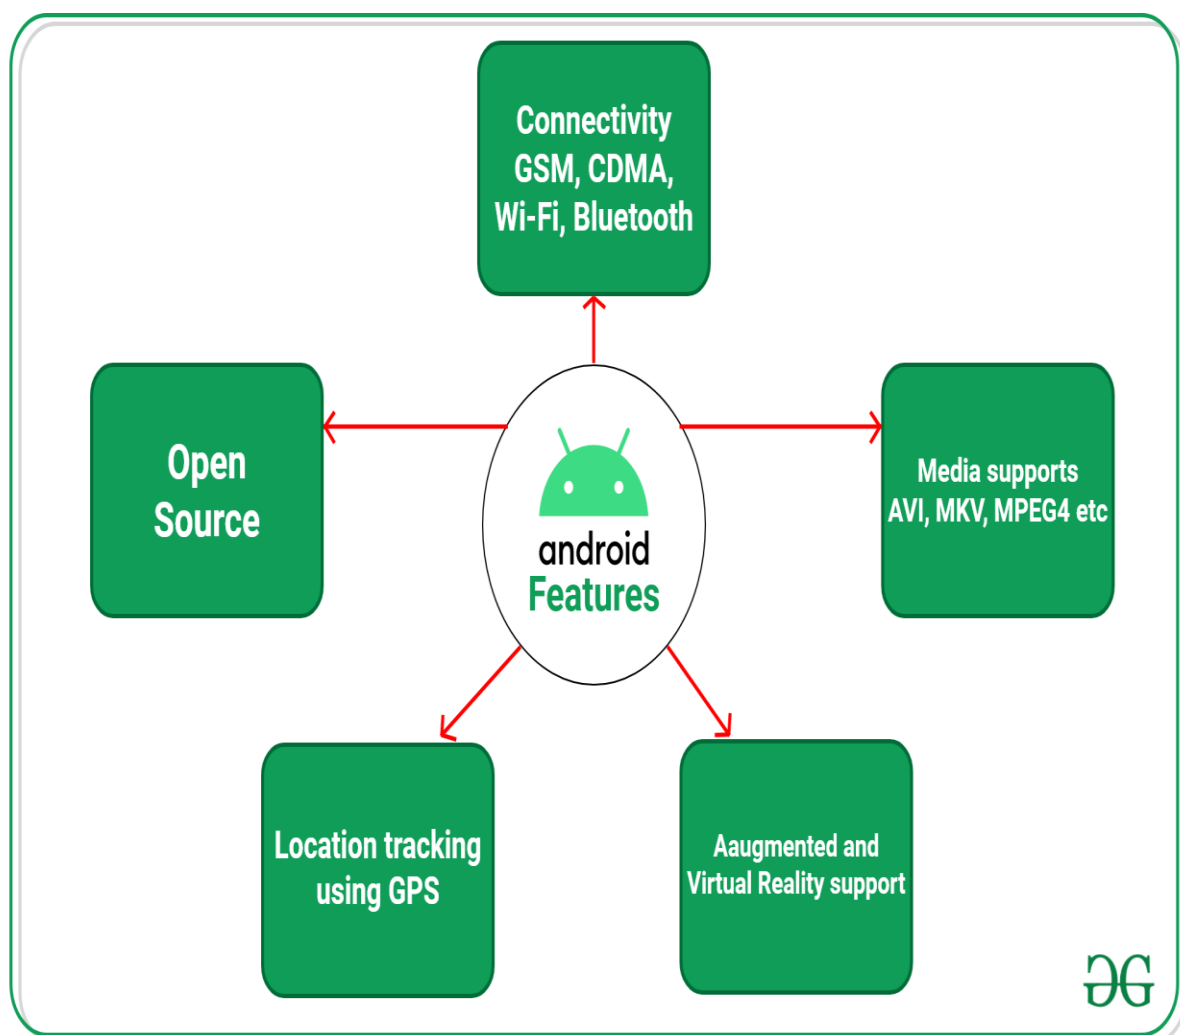 Connectivity
GSM, CDMA,
Wi-Fi, Bluetooth
Open
Source
android
Features
Media supports
AVI, MKV, MPEG4 etc
Location tracking
using GPS
Aaugmented and
Virtual Reality support